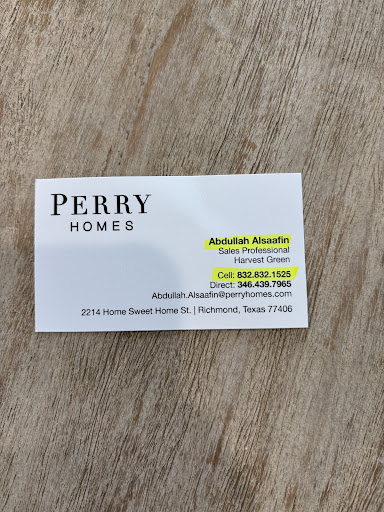 PERRY
HOMES
Abdullah Alsaafin
Sales Professional
Harvest Green
Cell: 832.832.1525
Direct: 346.439.7965
Abdullah.Alsaafin@perryhomes.com
2214 Home Sweet Home St. | Richmond, Texas 77406